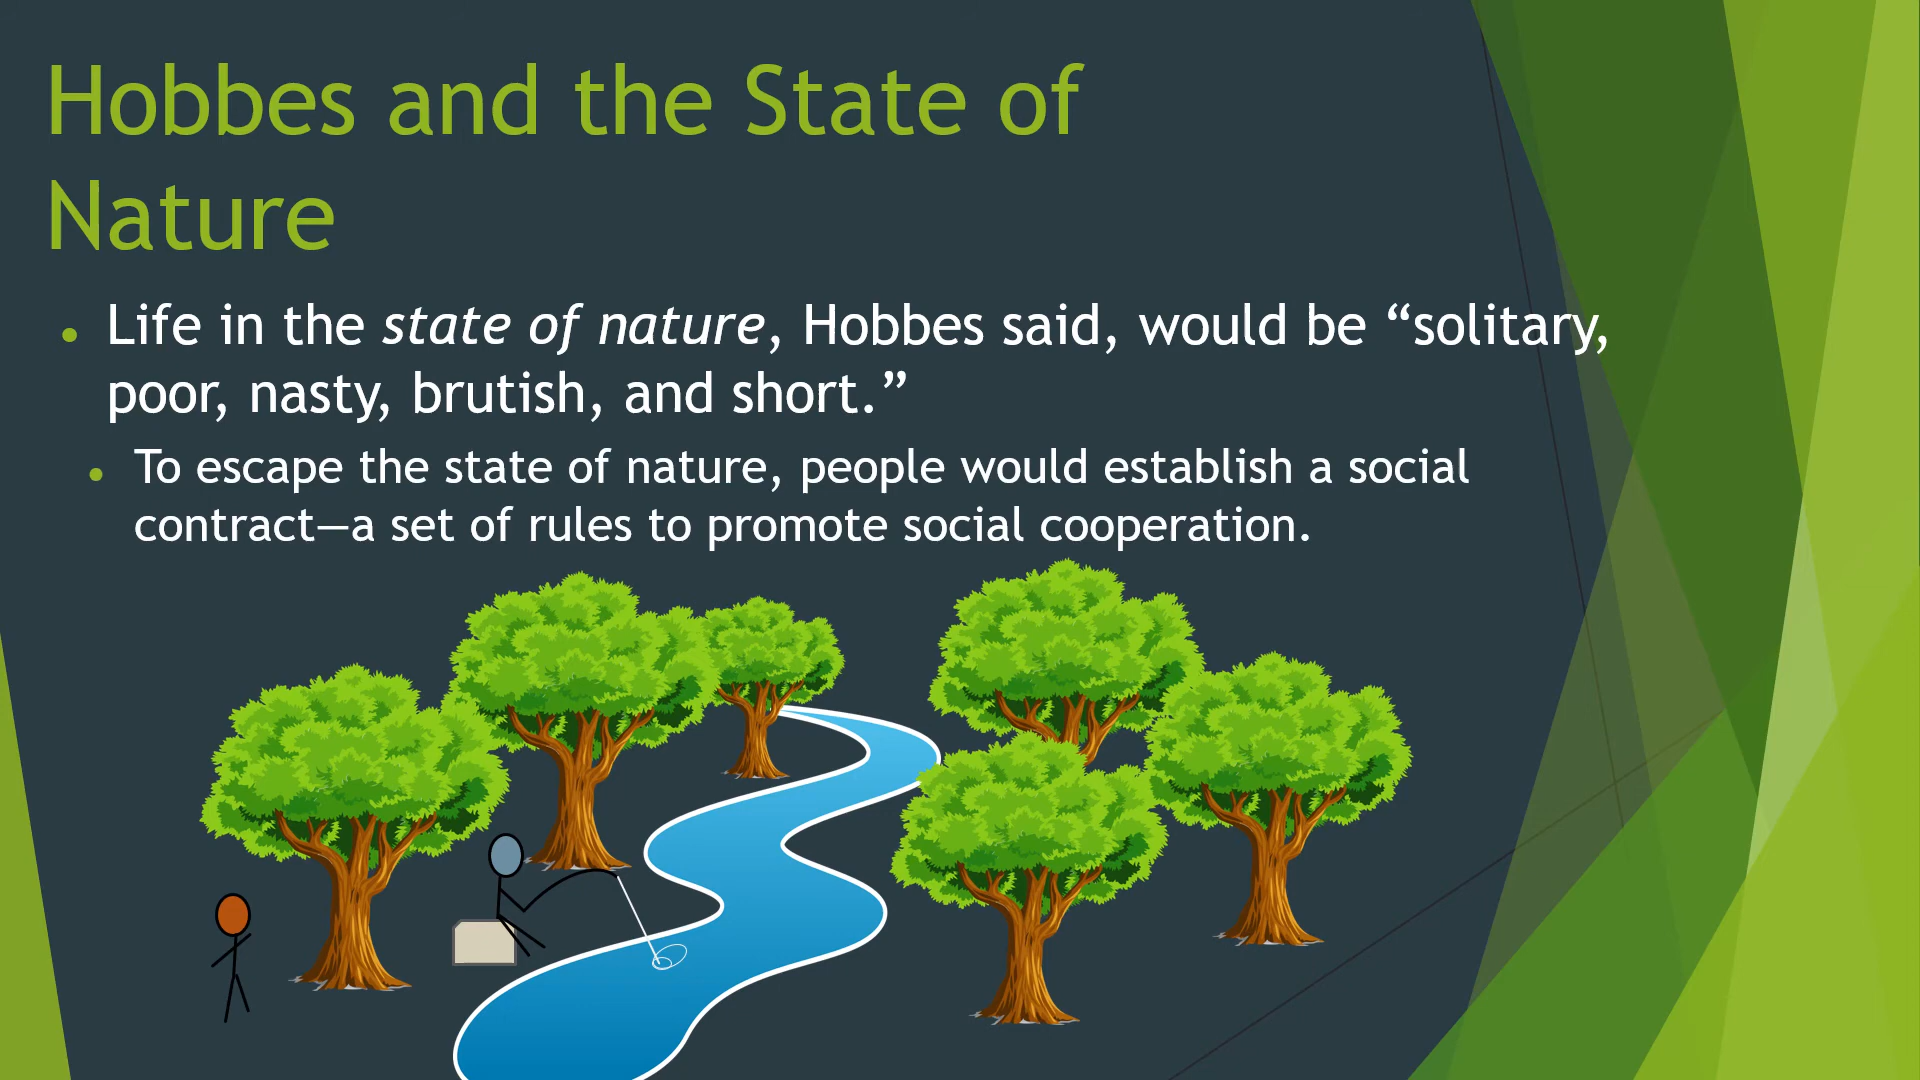 Hobbes and the State of
Nature
• Life in the state of nature, Hobbes said, would be “solitary,
poor, nasty, brutish, and short.”
• To escape the state of nature, people would establish a social
contract—a set of rules to promote social cooperation.